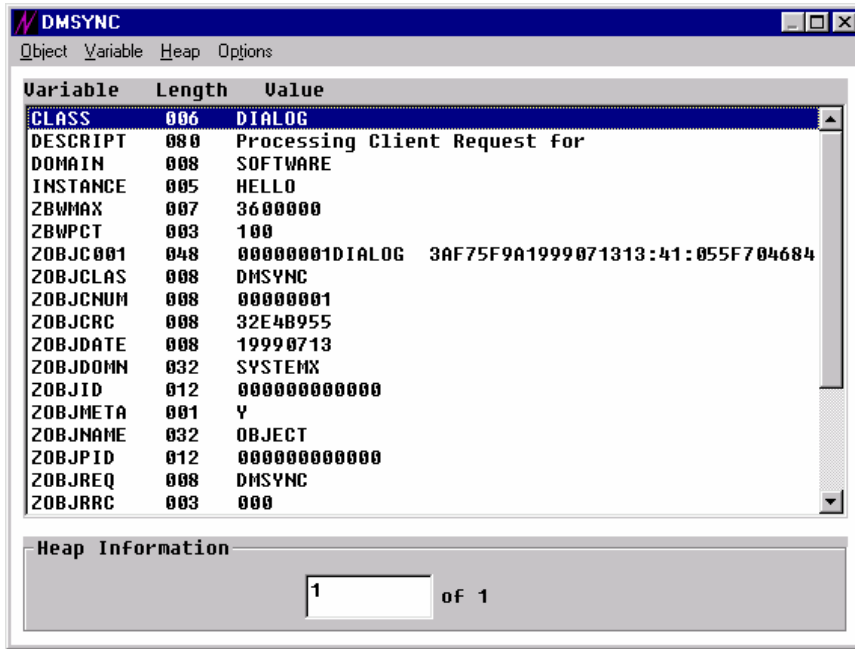 DMSYNC
Object Variable Heap Options
Variable Length Value
CLASS 006 DIALOG
DESCRIPT 080 Processing Client Request for
DOMAIN 008 SOFTWARE
INSTANCE 005 HELLO
ZBWMAX 007 3600000
ZBWPCT 003 100
ZOBJC001 048 00000001DIALOG 3AF75F9A1999071313:41:055F704684
ZOBJCLAS 008 DMSYNC
ZOBJCNUM 008 00000001
ZOBJCRC 008 32E4B955
ZOBJDATE 008 19990713
ZOBJDOMN 032 SYSTEMX
ZOBJID 012 000000000000
ZOBJMETA 001 Y
ZOBJNAME 032 OBJECT
ZOBJPID 012 000000000000
ZOBJREQ 008 DMSYNC
ZOBJRRC 003 000
Heap Information
1 of 1